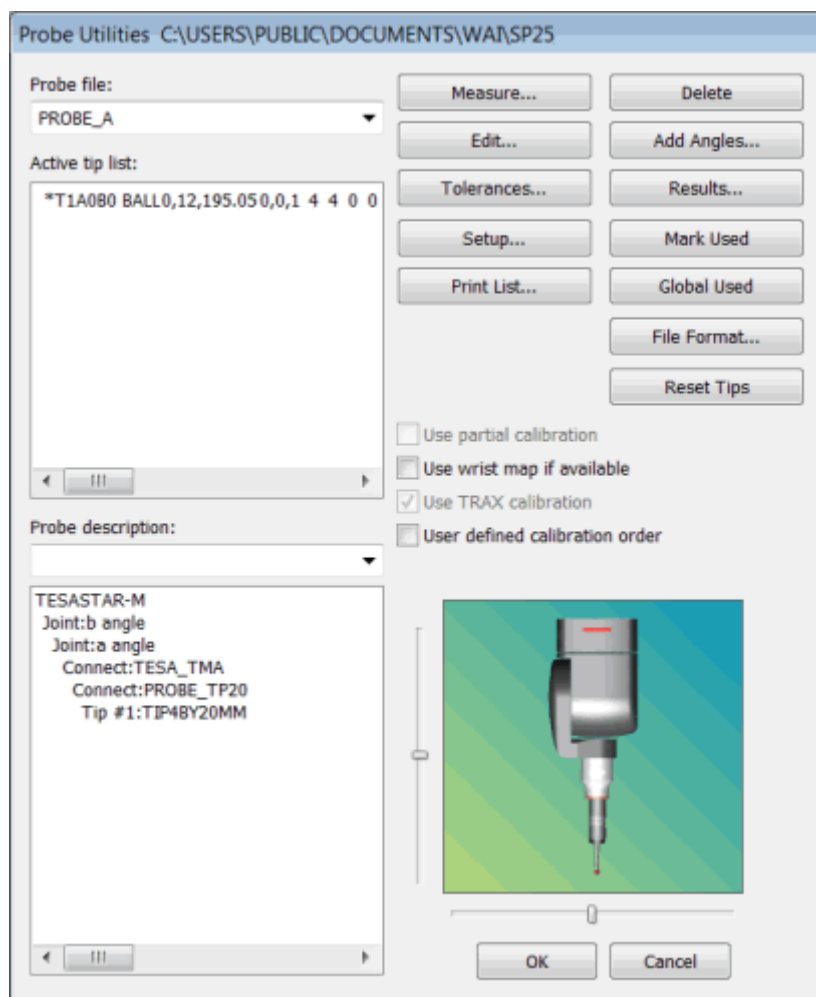 Probe Utilities C:\USERS\PUBLIC\DOCUMENTS\WAI\SP25
Probe file:
PROBE_A
Active tip list:
*T1A0B0 BALL0,12,195.050,0,1 4 4 0 0
Measure...
Delete
Edit...
Add Angles...
Tolerances...
Results...
Setup...
Mark Used
Print List...
Global Used
File Format...
Reset Tips
Use partial calibration
Use wrist map if available
Use TRAX calibration
User defined calibration order
Probe description:
TESASTAR-M
Joint:b angle
Joint:a angle
Connect:TESA_TMA
Connect:PROBE_TP20
Tip #1:TIP4BY20MM
OK
Cancel